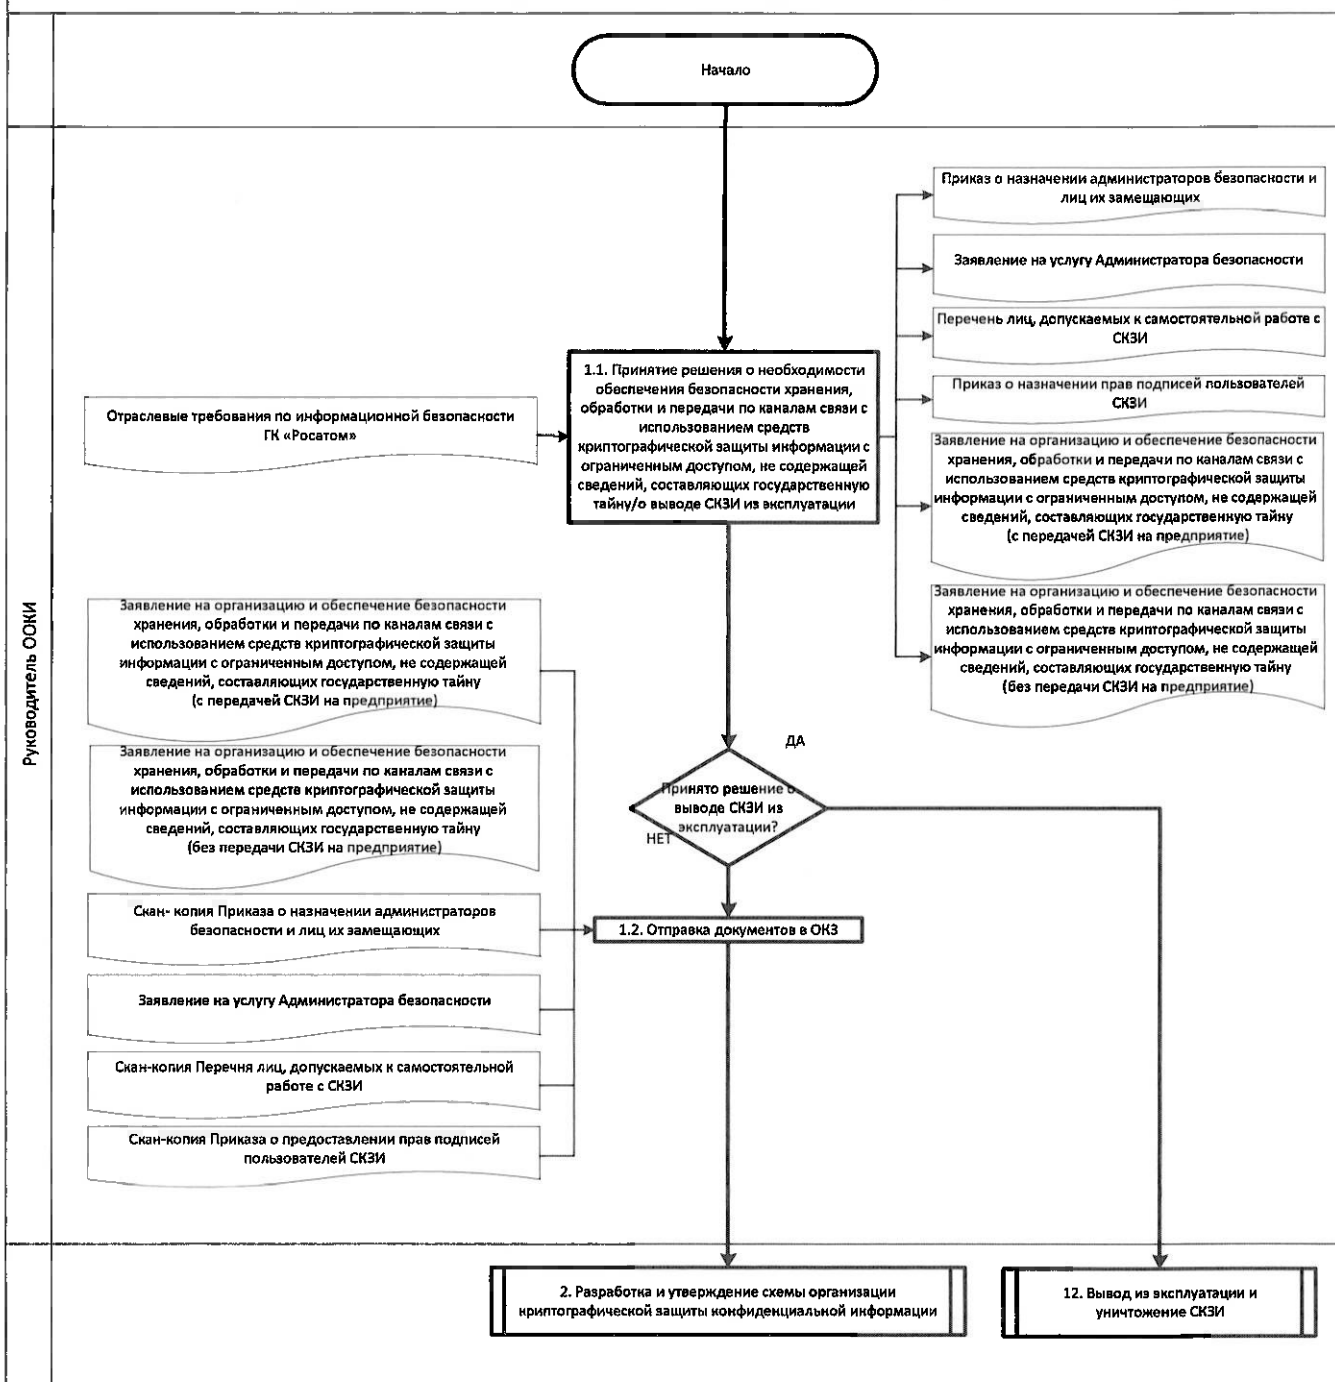 Начало
Приказ о назначении администраторов безопасности и
лиц их замещающих
Заявление на услугу Администратора безопасности
Перечень лиц, допускаемых к самостоятельной работе с
СКЗИ
Приказ о назначении прав подписей пользователей
СКЗИ
Заявление на организацию и обеспечение безопасности
хранения, обработки и передачи по каналам связи с
использованием средств криптографической защиты
информации с ограниченным доступом, не содержащей
сведений, составляющих государственную тайну
(с передачей СКЗИ на предприятие)
Заявление на организацию и обеспечение безопасности
хранения, обработки и передачи по каналам связи с
использованием средств криптографической защиты
информации с ограниченным доступом, не содержащей
сведений, составляющих государственную тайну
(без передачи СКЗИ на предприятие)
1.1. Принятие решения о необходимости
обеспечения безопасности хранения,
обработки и передачи по каналам связи с
использованием средств
криптографической защиты информации с
ограниченным доступом, не содержащей
сведений, составляющих государственную
тайну/о выводе СКЗИ из эксплуатации
Отраслевые требования по информационной безопасности
ГК «Росатом»
Руководитель ООКИ
Заявление на организацию и обеспечение безопасности
хранения, обработки и передачи по каналам связи с
использованием средств криптографической защиты
информации с ограниченным доступом, не содержащей
сведений, составляющих государственную тайну
(с передачей СКЗИ на предприятие)
Заявление на организацию и обеспечение безопасности
хранения, обработки и передачи по каналам связи с
использованием средств криптографической защиты
информации с ограниченным доступом, не содержащей
сведений, составляющих государственную тайну
(без передачи СКЗИ на предприятие)
Скан- копия Приказа о назначении администраторов
безопасности и лиц их замещающих
Заявление на услугу Администратора безопасности
Скан-копия Перечня лиц, допускаемых к самостоятельной
работе с СКЗИ
Скан-копия Приказа о предоставлении прав подписей
пользователей СКЗИ
ДА
Принято решение о
выводе СКЗИ из
эксплуатации?
НЕТ
1.2. Отправка документов в ОКЗ
2. Разработка и утверждение схемы организации
криптографической защиты конфиденциальной информации
12. Вывод из эксплуатации и
уничтожение СКЗИ